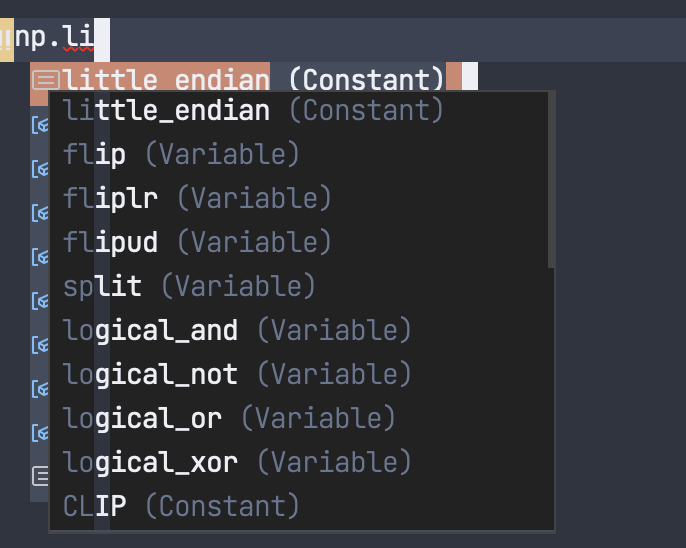 !!np.li
little_endian (Constant)
little_endian (Constant)
flip (Variable)
fliplr (Variable)
flipud (Variable)
split (Variable)
logical_and (Variable)
logical_not (Variable)
logical_or (Variable)
logical_xor (Variable)
CLIP (Constant)